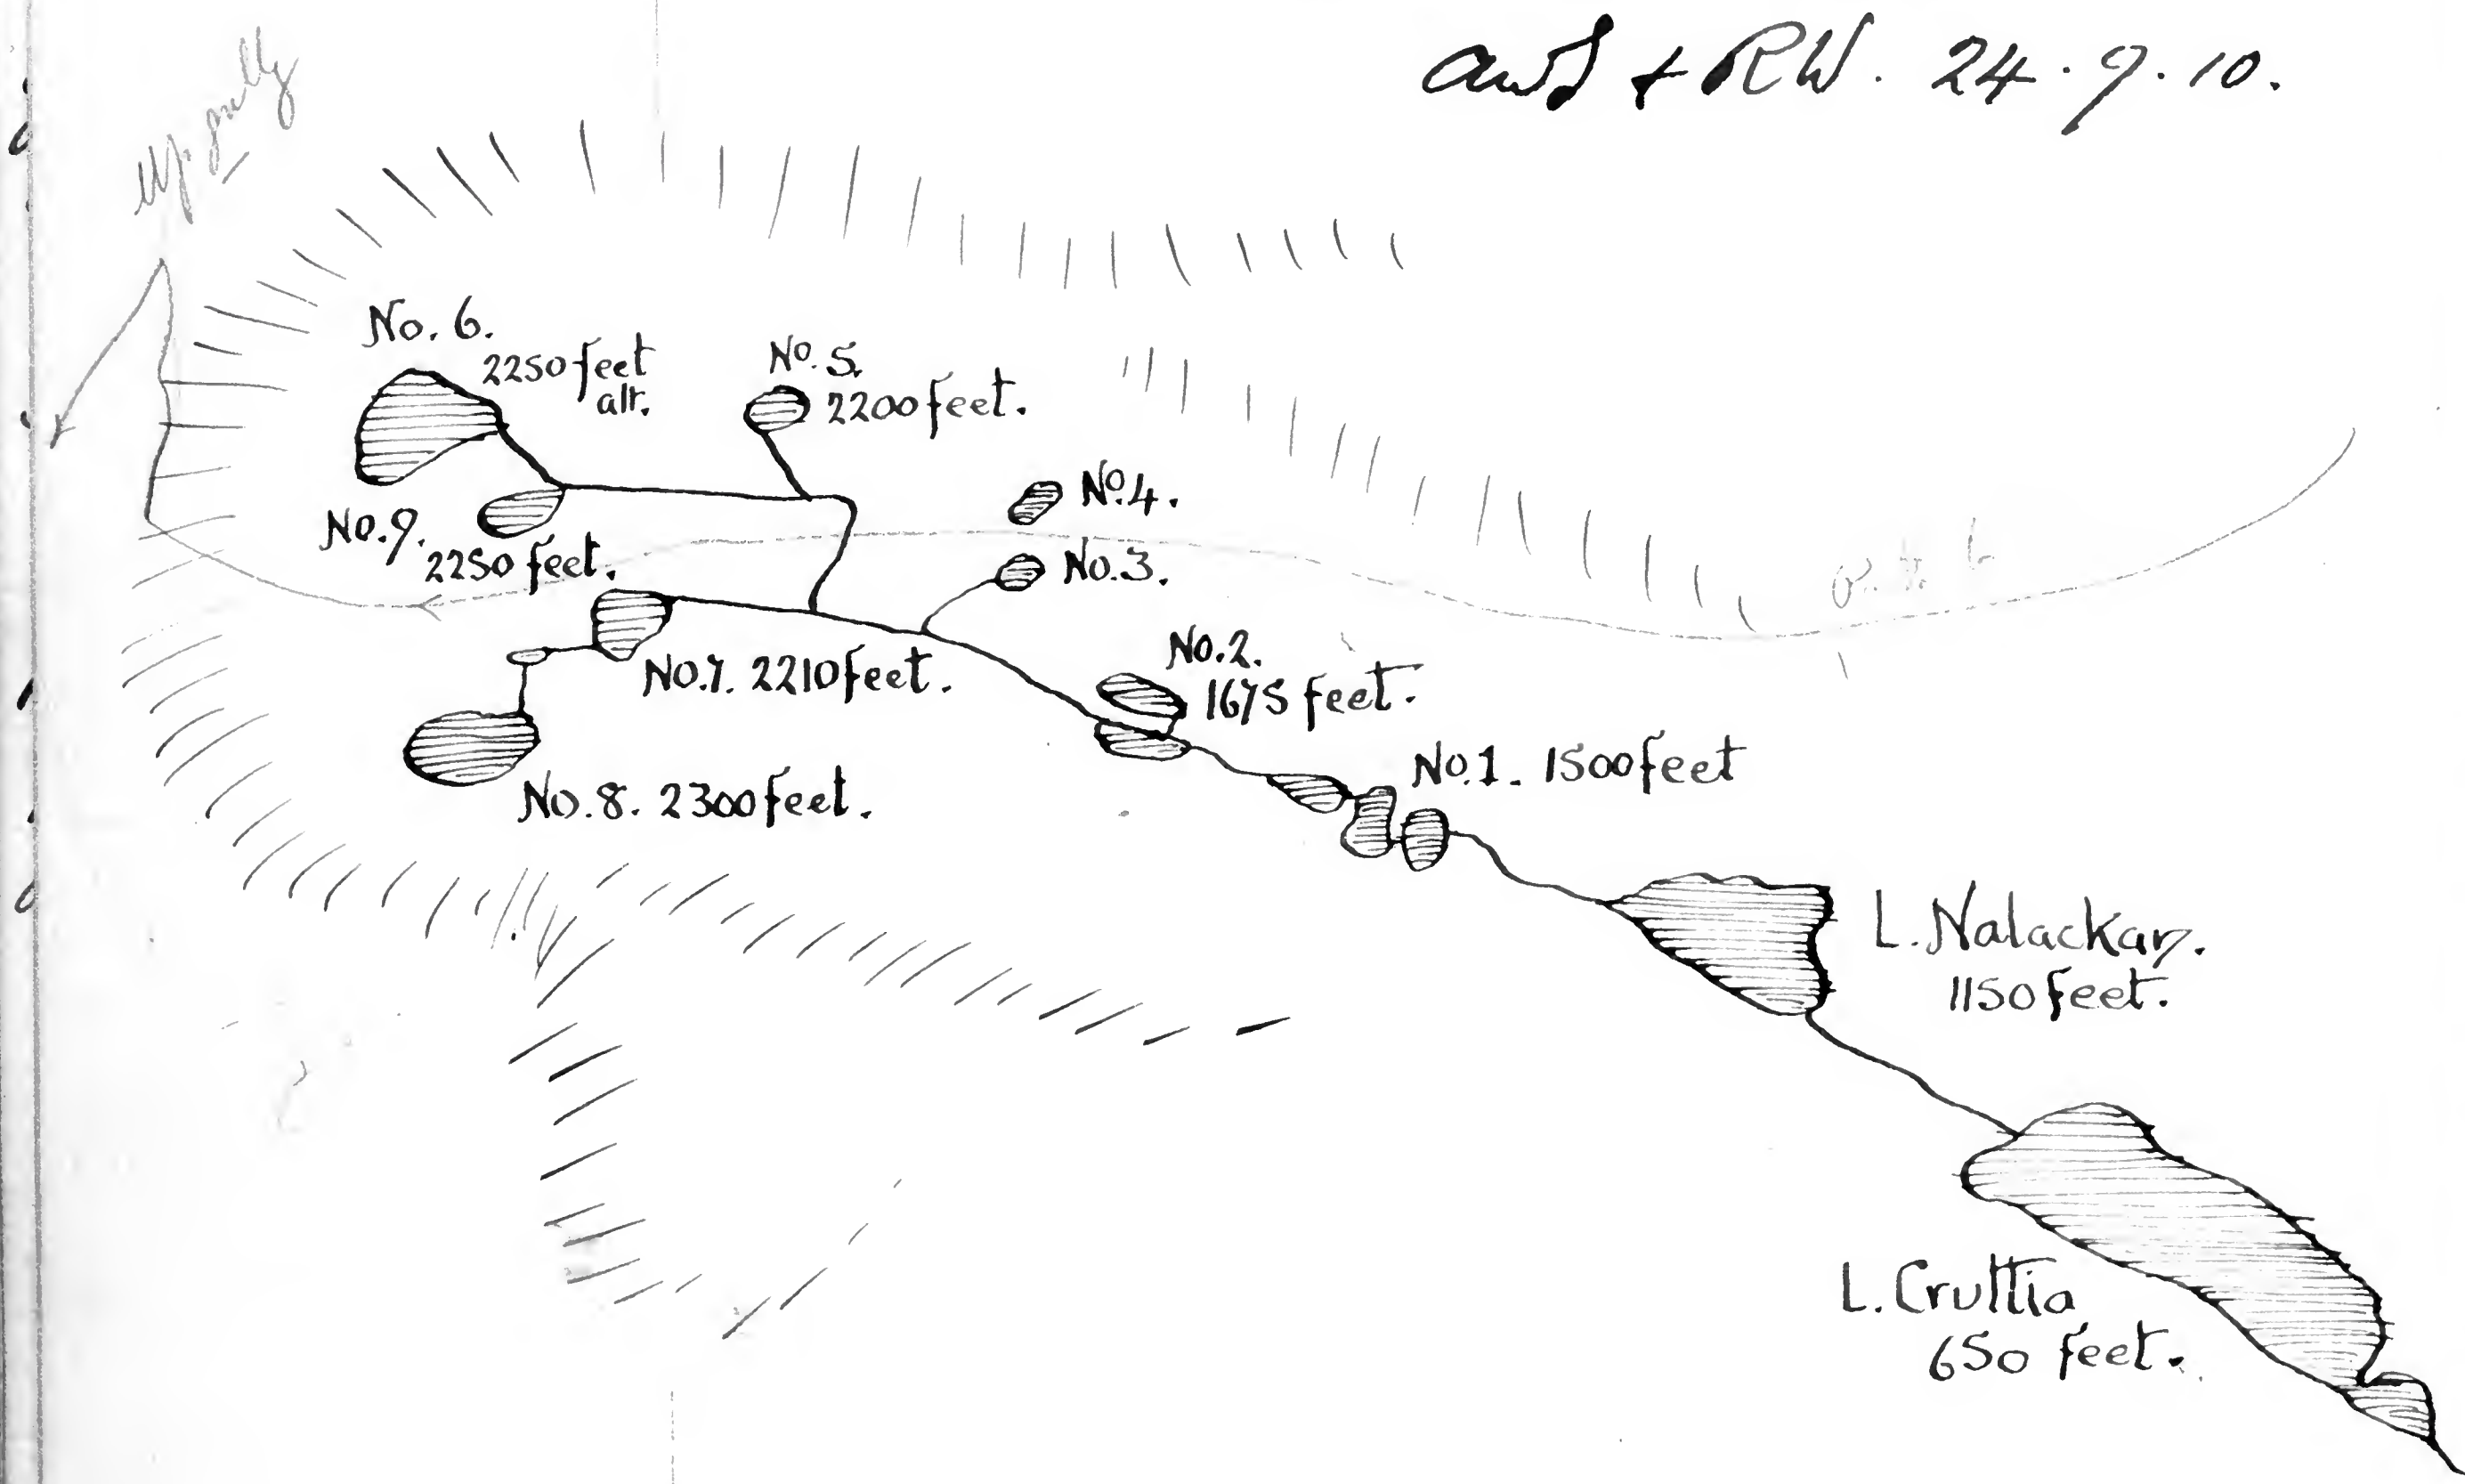 awS + RW. 24.9.10.
up gully
No. 6.
2250 feet
alt.
No. 5.
2200 feet.
No. 4.
No. 9.
2250 feet.
No. 3.
No. 7. 2210 feet.
No. 2.
1675 feet.
No. 8. 2300 feet.
No. 1. 1500 feet
L. Nalackan.
1150 feet.
L. Cruttia
650 feet.